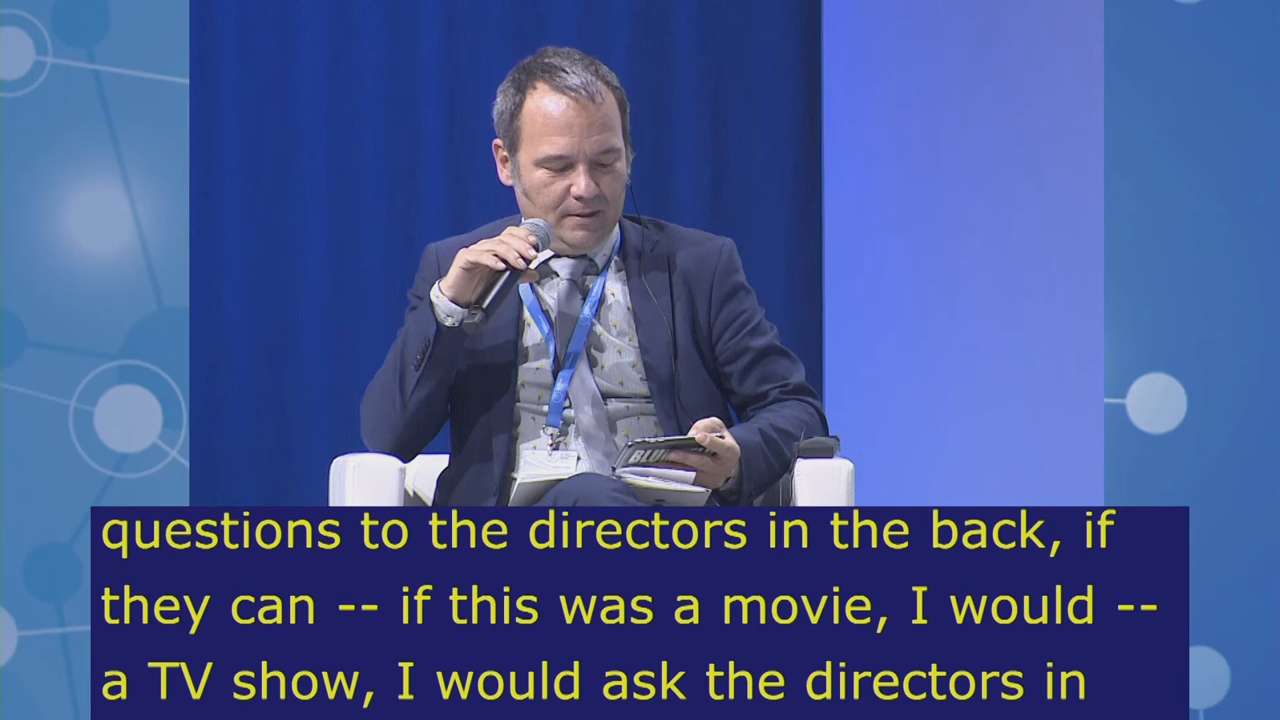 BLU
questions to the directors in the back, if
they can -- if this was a movie, I would --
a TV show, I would ask the directors in